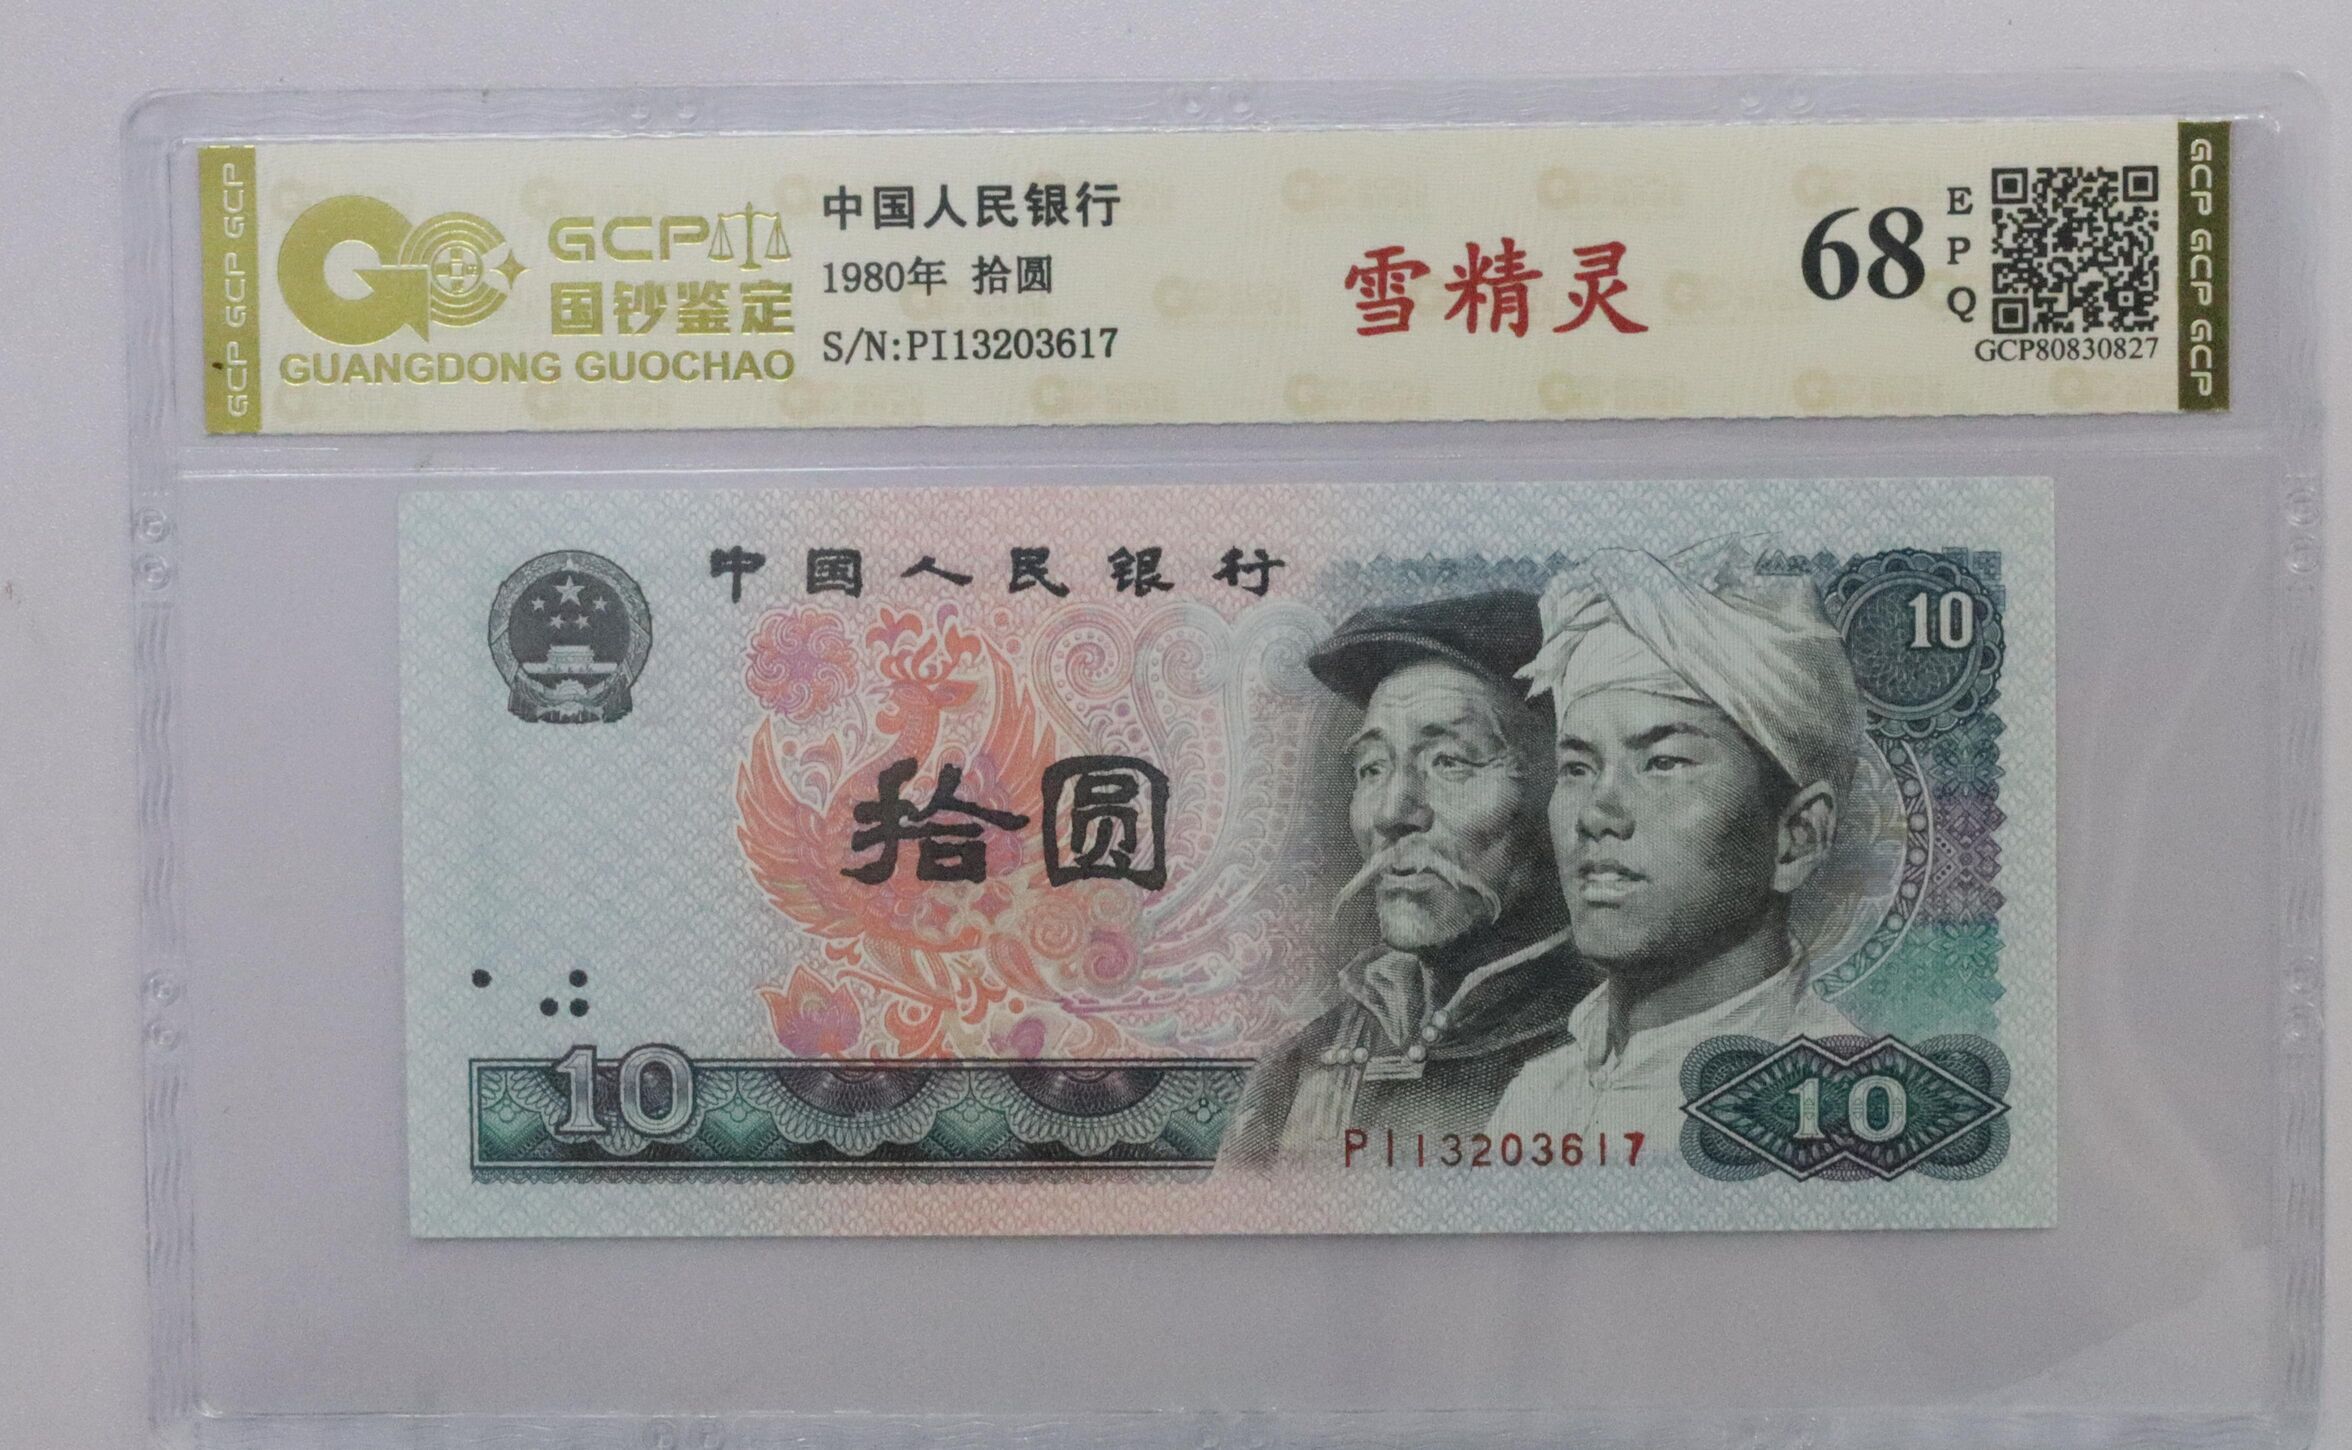 GCP GCP GCP
GCP
国钞鉴定
GUANGDONG GUOCHAO
中国人民银行
1980年 拾圆
S/N:PI13203617
雪精灵
68
E
P
Q
GCP80830827
GCP GCP GCP
中国人民银行
10
拾圆
10
10
PI13203617